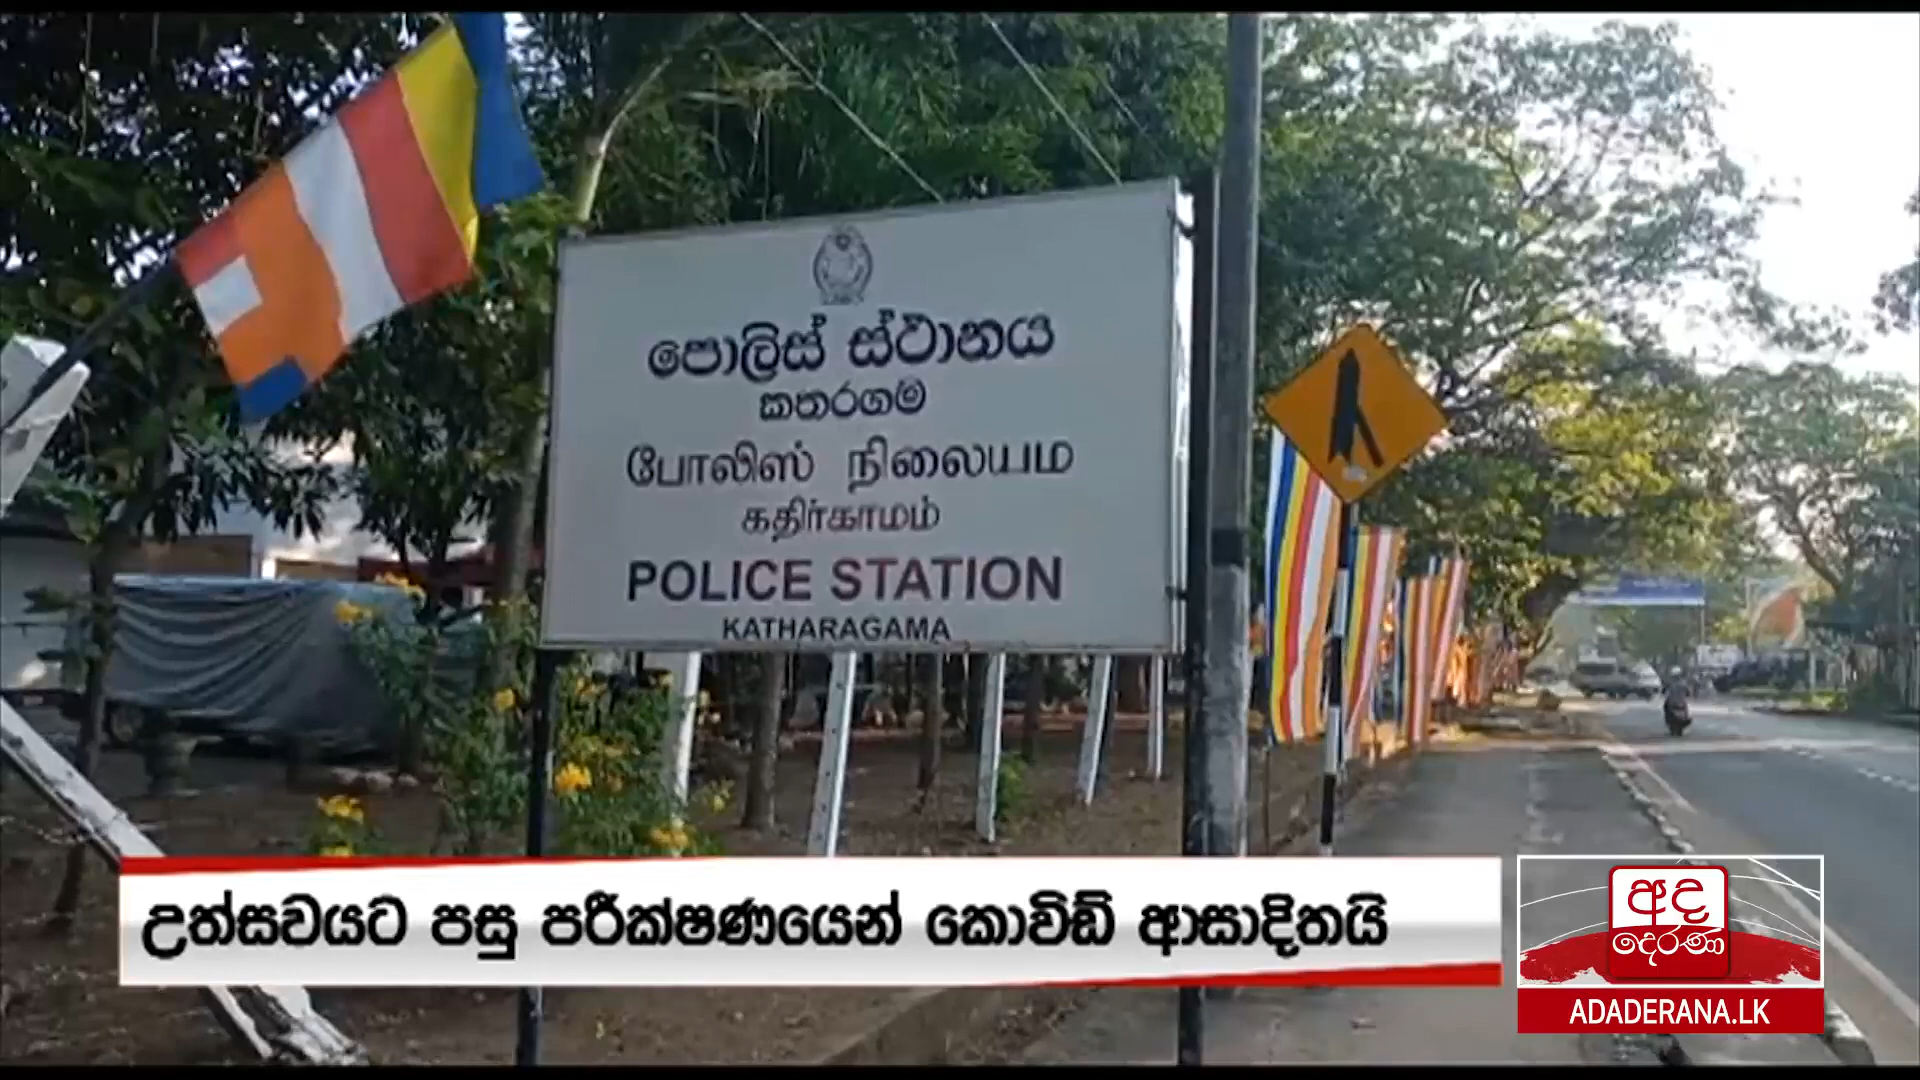 පොලිස් ස්ථානය
කතරගම
போலிஸ் நிலையம
கதிர்காமம்
POLICE STATION
KATHARAGAMA
උත්සවයට පසු පරීක්ෂණයෙන් කොවිඩ් ආසාදිතයි
අද
දෙරණ
ADADERANA.LK